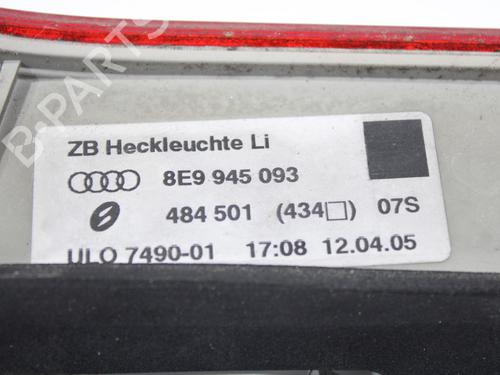 B-PARTS
ZB Heckleuchte Li
8E9 945 093
484 501 (434□) 07S
ULO 7490-01 17:08 12.04.05